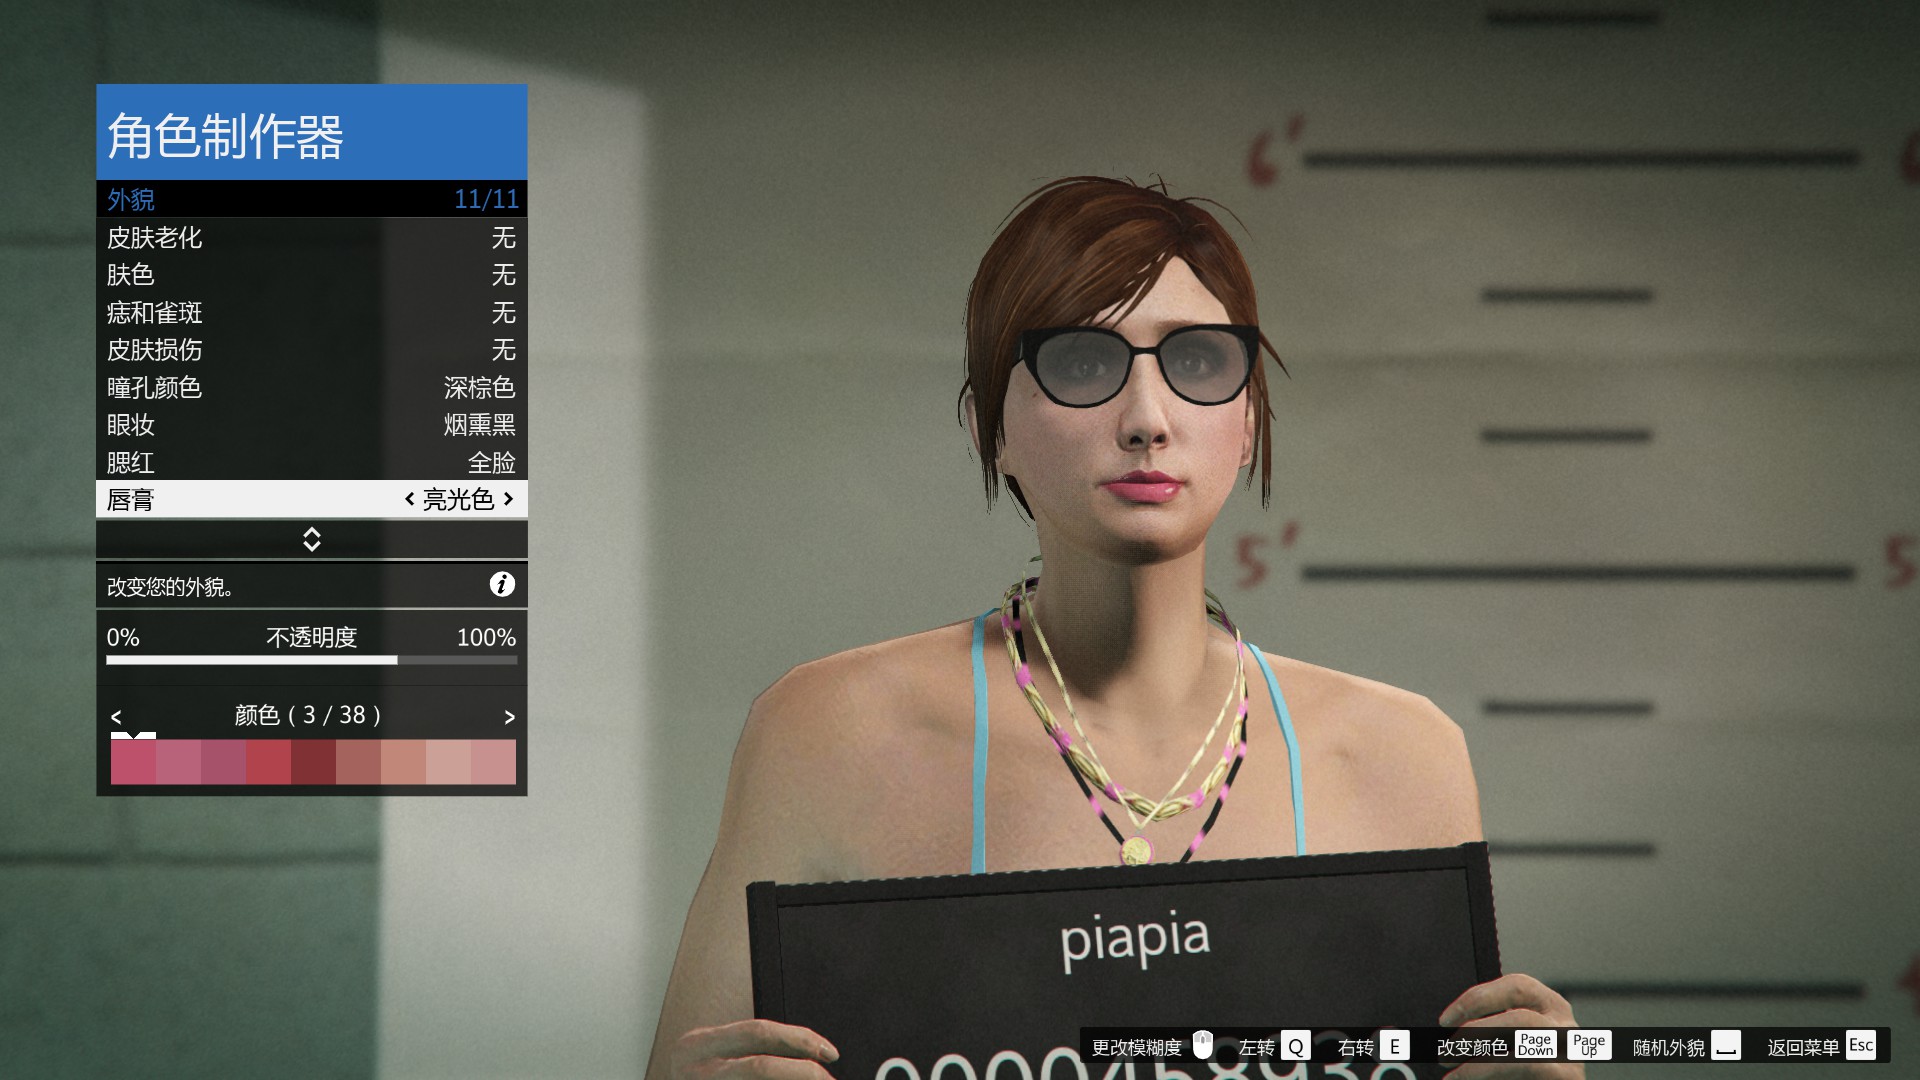 角色制作器
外貌 11/11
皮肤老化 无
肤色 无
痣和雀斑 无
皮肤损伤 无
瞳孔颜色 深棕色
眼妆 烟熏黑
腮红 全脸
唇膏 亮光色
改变您的外貌。
0% 不透明度 100%
颜色 ( 3 / 38 )
6'
5' 5
piapia
更改模糊度 左转 Q 右转 E 改变颜色 Page Down Page Up 随机外貌 返回菜单 Esc